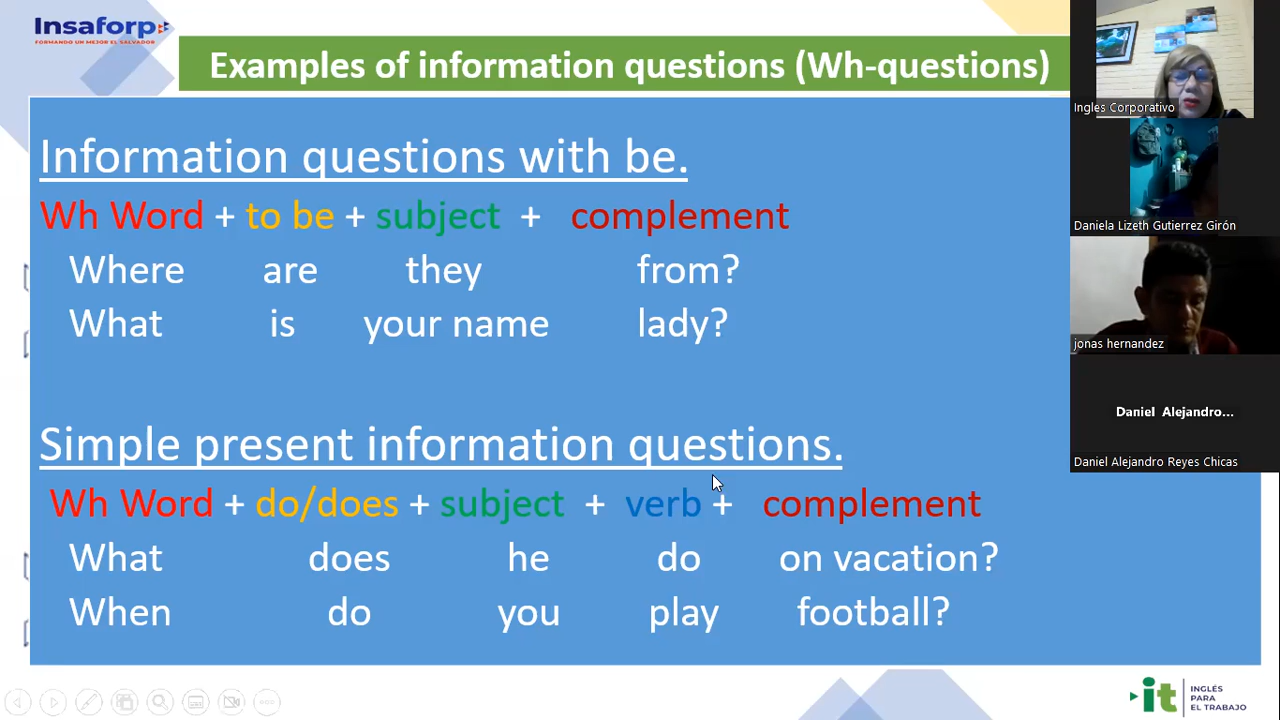 Insaforp
FORMANDO UN MEJOR EL SALVADOR
Examples of information questions (Wh-questions)
Information questions with be.
Wh Word + to be + subject + complement
Where are they from?
What is your name lady?
Simple present information questions.
Wh Word + do/does + subject + verb + complement
What does he do on vacation?
When do you play football?
Ingles Corporativo
Daniela Lizeth Gutierrez Girón
jonas hernandez
Daniel Alejandro...
Daniel Alejandro Reyes Chicas
it
INGLÉS
PARA
EL TRABAJO